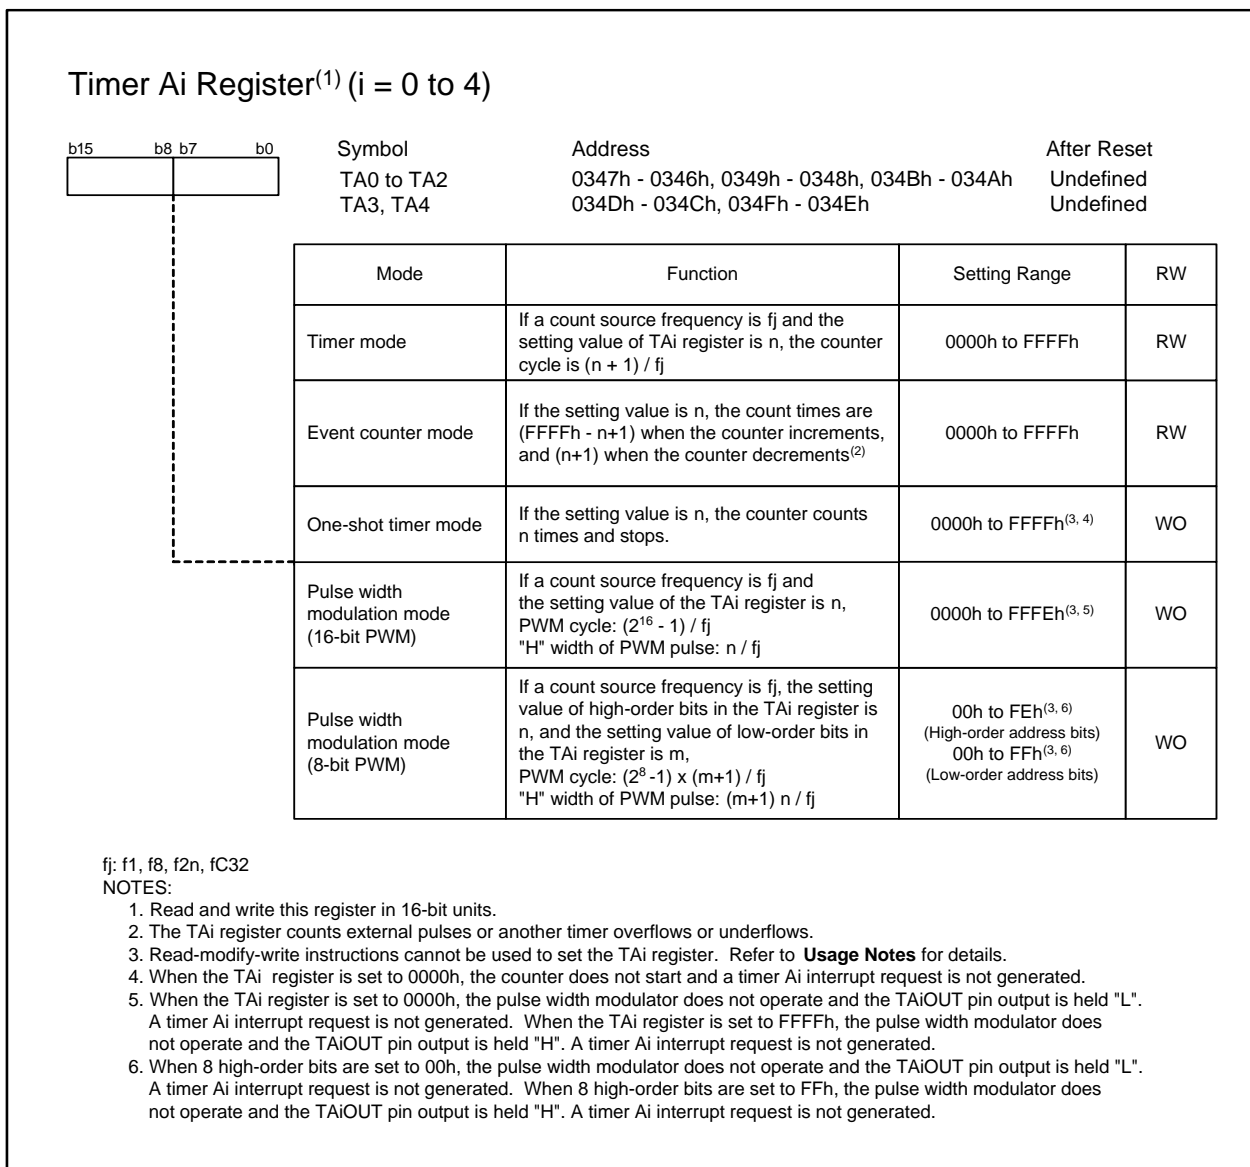 Timer Ai Register(1) (i = 0 to 4)
b15 b8 b7 b0
Symbol Address After Reset
TA0 to TA2 0347h - 0346h, 0349h - 0348h, 034Bh - 034Ah Undefined
TA3, TA4 034Dh - 034Ch, 034Fh - 034Eh Undefined
Mode Function Setting Range RW
Timer mode
If a count source frequency is fj and the
setting value of TAi register is n, the counter
cycle is (n + 1) / fj
0000h to FFFFh
RW
Event counter mode
If the setting value is n, the count times are
(FFFFh - n+1) when the counter increments,
and (n+1) when the counter decrements(2)
0000h to FFFFh
RW
One-shot timer mode
If the setting value is n, the counter counts
n times and stops.
0000h to FFFFh(3, 4)
WO
Pulse width
modulation mode
(16-bit PWM)
If a count source frequency is fj and
the setting value of the TAi register is n,
PWM cycle: (2^16 - 1) / fj
"H" width of PWM pulse: n / fj
0000h to FFFEh(3, 5)
WO
Pulse width
modulation mode
(8-bit PWM)
If a count source frequency is fj, the setting
value of high-order bits in the TAi register is
n, and the setting value of low-order bits in
the TAi register is m,
PWM cycle: (2^8 -1) x (m+1) / fj
"H" width of PWM pulse: (m+1) n / fj
00h to FEh(3, 6)
(High-order address bits)
00h to FFh(3, 6)
(Low-order address bits)
WO
fj: f1, f8, f2n, fC32
NOTES:
1. Read and write this register in 16-bit units.
2. The TAi register counts external pulses or another timer overflows or underflows.
3. Read-modify-write instructions cannot be used to set the TAi register. Refer to Usage Notes for details.
4. When the TAi register is set to 0000h, the counter does not start and a timer Ai interrupt request is not generated.
5. When the TAi register is set to 0000h, the pulse width modulator does not operate and the TAiOUT pin output is held "L".
A timer Ai interrupt request is not generated. When the TAi register is set to FFFFh, the pulse width modulator does
not operate and the TAiOUT pin output is held "H". A timer Ai interrupt request is not generated.
6. When 8 high-order bits are set to 00h, the pulse width modulator does not operate and the TAiOUT pin output is held "L".
A timer Ai interrupt request is not generated. When 8 high-order bits are set to FFh, the pulse width modulator does
not operate and the TAiOUT pin output is held "H". A timer Ai interrupt request is not generated.